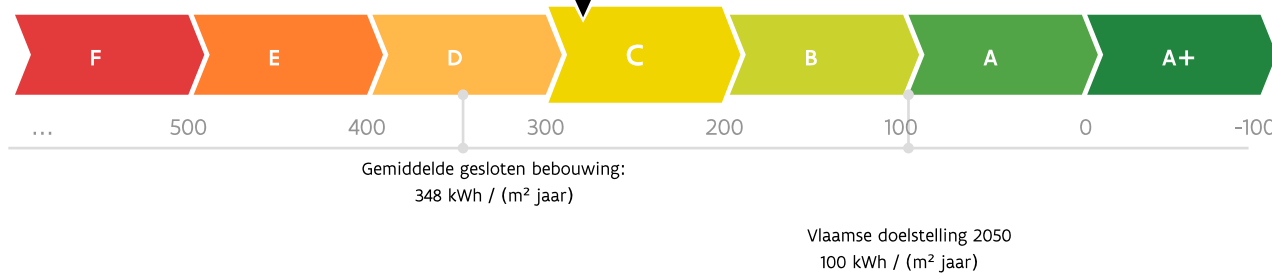 F E D C B A A+
... 500 400 300 200 100 0 -100
Gemiddelde gesloten bebouwing:
348 kWh / (m² jaar)
Vlaamse doelstelling 2050
100 kWh / (m² jaar)